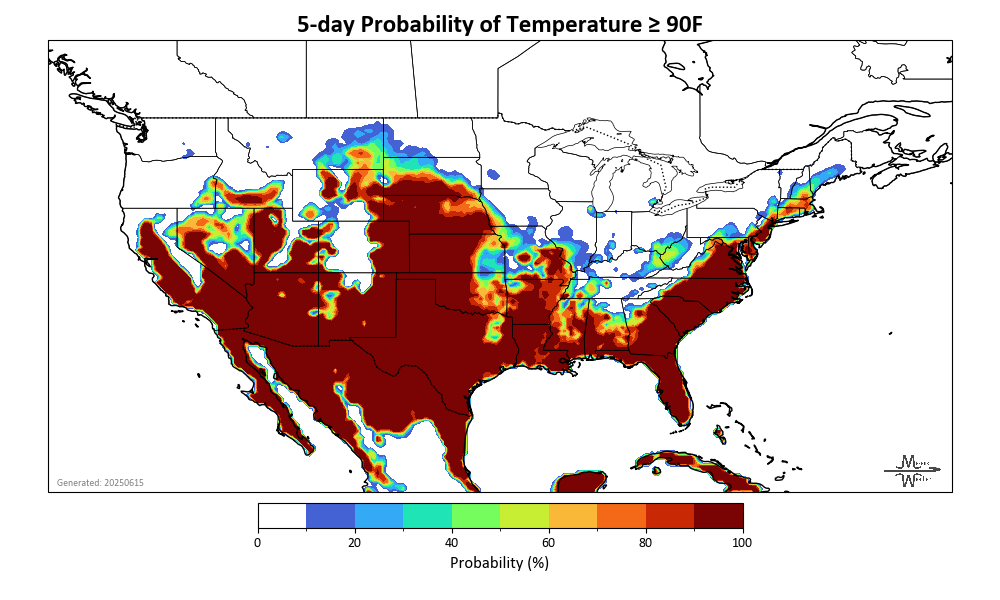 5-day Probability of Temperature ≥ 90F
Generated: 20250615
0 20 40 60 80 100
Probability (%)